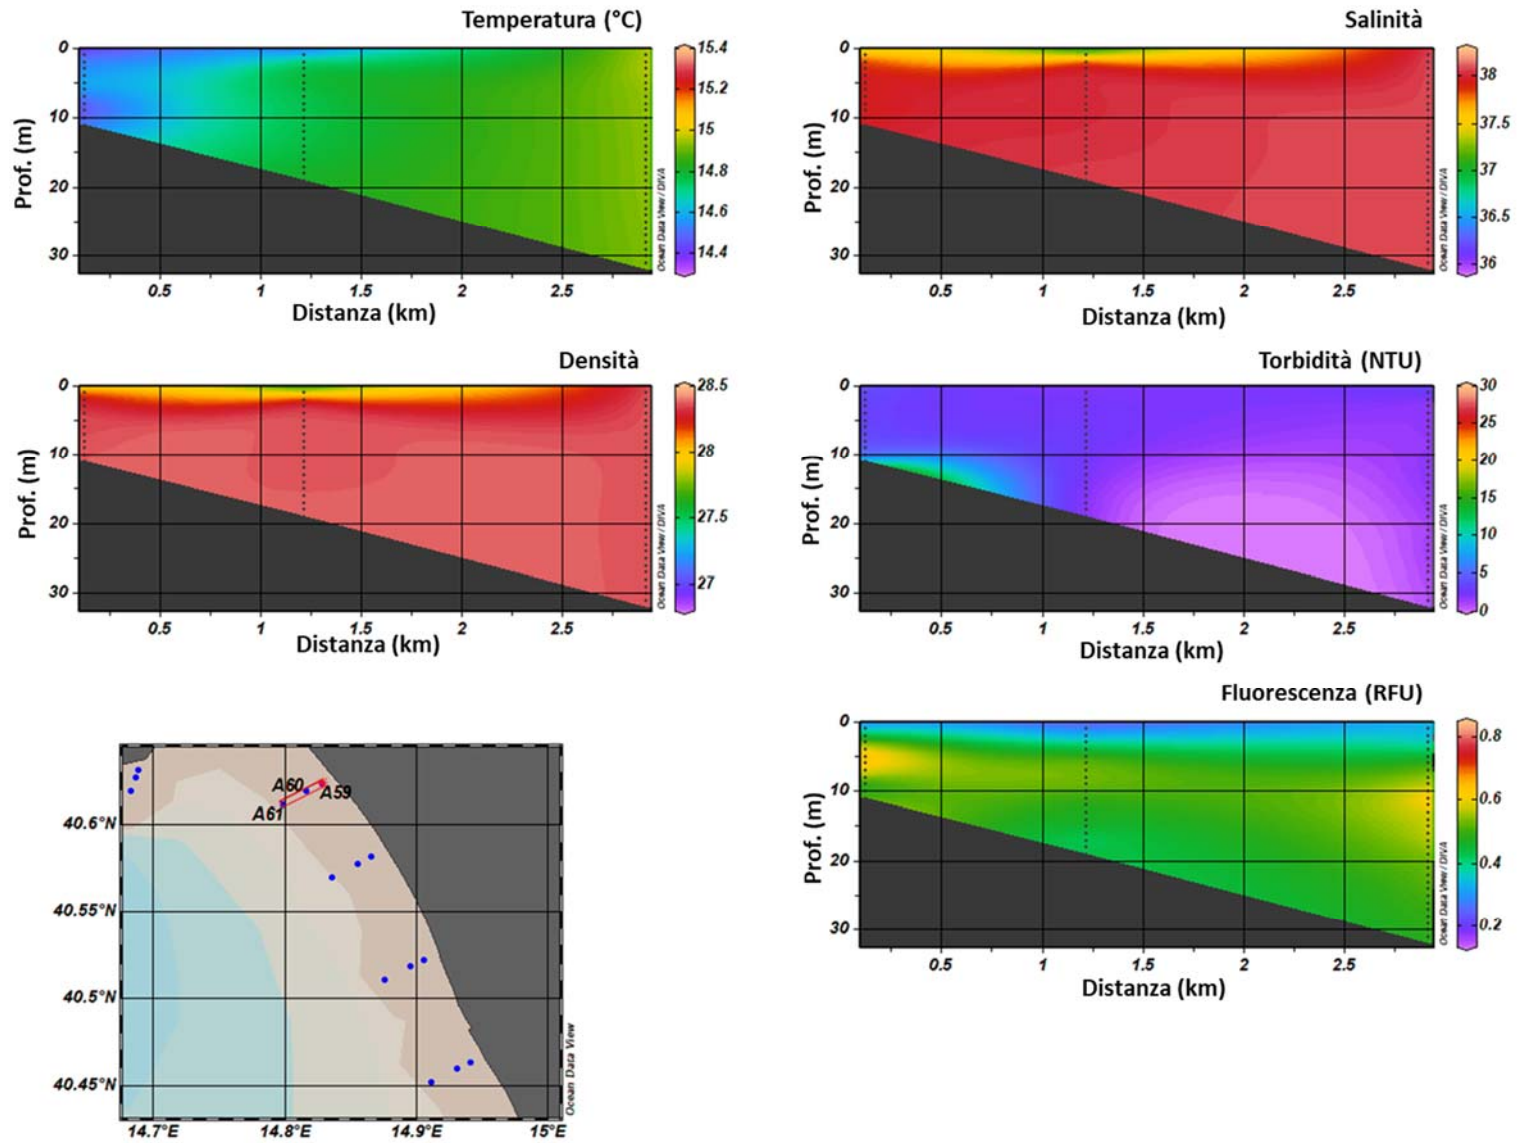 Temperatura (°C)
0
10
20
30
Prof. (m)
0.5 1 1.5 2 2.5
Distanza (km)
15.4
15.2
15
14.8
14.6
14.4
Ocean Data View / DIVA
Salinità
0
10
20
30
Prof. (m)
0.5 1 1.5 2 2.5
Distanza (km)
38
37.5
37
36.5
36
Ocean Data View / DIVA
Densità
0
10
20
30
Prof. (m)
0.5 1 1.5 2 2.5
Distanza (km)
28.5
28
27.5
27
Ocean Data View / DIVA
Torbidità (NTU)
0
10
20
30
Prof. (m)
0.5 1 1.5 2 2.5
Distanza (km)
30
25
20
15
10
5
0
Ocean Data View / DIVA
A60
A59
A61
40.6°N
40.55°N
40.5°N
40.45°N
14.7°E 14.8°E 14.9°E 15°E
Ocean Data View
Fluorescenza (RFU)
0
10
20
30
Prof. (m)
0.5 1 1.5 2 2.5
Distanza (km)
0.8
0.6
0.4
0.2
Ocean Data View / DIVA